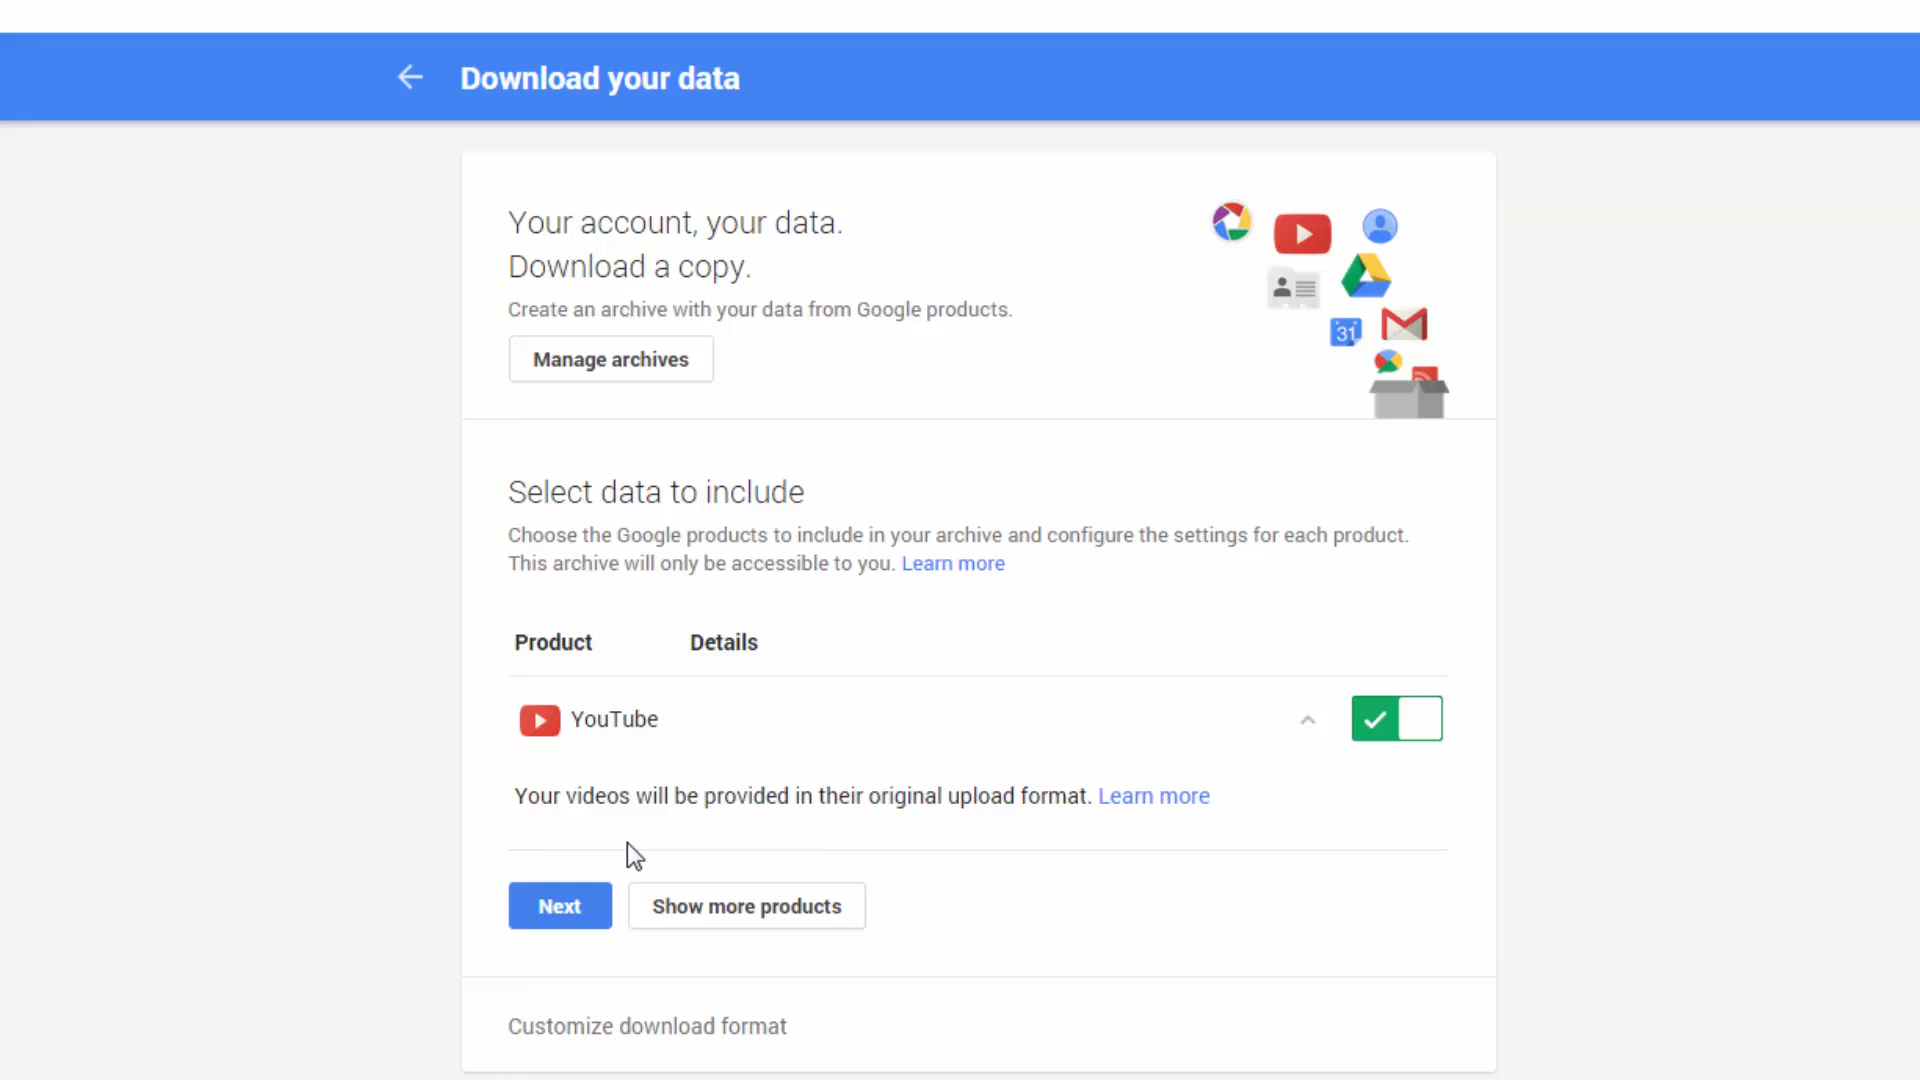 Download your data
Your account, your data.
Download a copy.
Create an archive with your data from Google products.
Manage archives
31
Select data to include
Choose the Google products to include in your archive and configure the settings for each product.
This archive will only be accessible to you. Learn more
Product Details
YouTube
Your videos will be provided in their original upload format. Learn more
Next Show more products
Customize download format